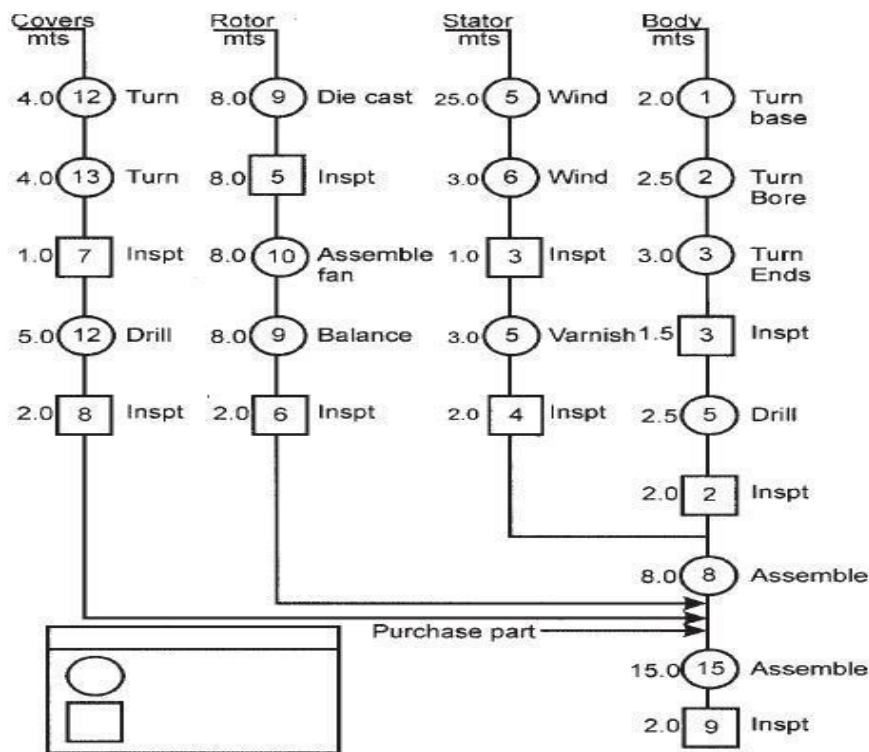 Covers Rotor Stator Body
mts mts mts mts
4.0 12 Turn 8.0 9 Die cast 25.0 5 Wind 2.0 1 Turn
base
4.0 13 Turn 8.0 5 Inspt 3.0 6 Wind 2.5 2 Turn
Bore
1.0 7 Inspt 8.0 10 Assemble 1.0 3 Inspt 3.0 3 Turn
fan Ends
5.0 12 Drill 8.0 9 Balance 3.0 5 Varnish 1.5 3 Inspt
2.0 8 Inspt 2.0 6 Inspt 2.0 4 Inspt 2.5 5 Drill
2.0 2 Inspt
8.0 8 Assemble
Purchase part
15.0 15 Assemble
2.0 9 Inspt